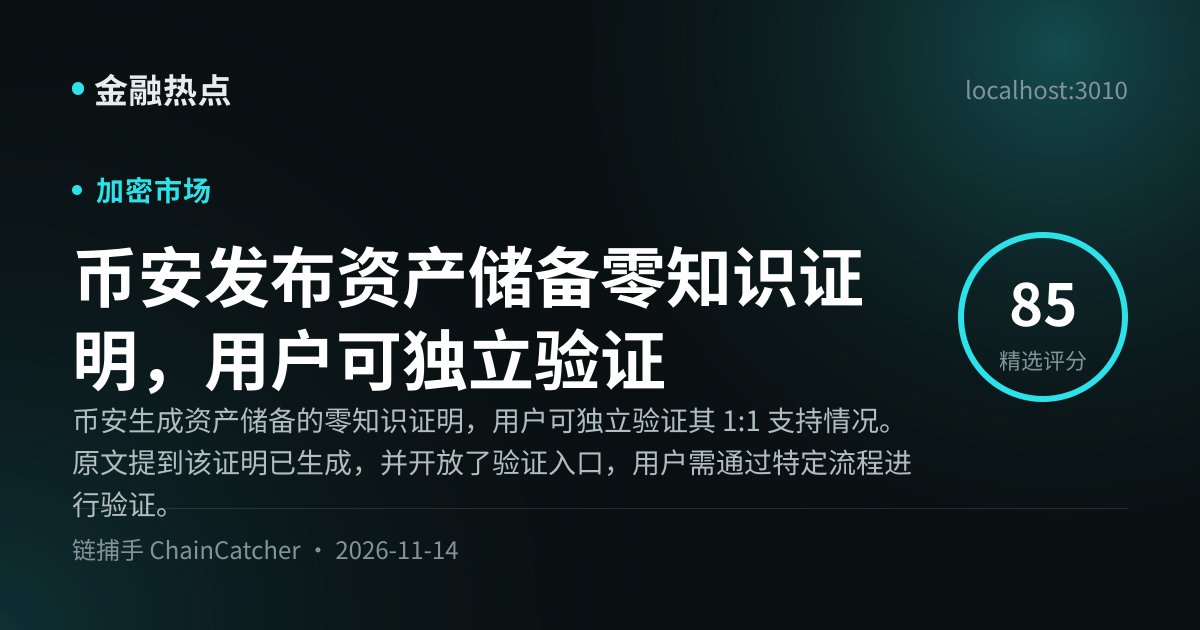 金融热点
localhost:3010
加密市场
币安发布资产储备零知识证
明，用户可独立验证
85
精选评分
币安生成资产储备的零知识证明，用户可独立验证其 1:1 支持情况。
原文提到该证明已生成，并开放了验证入口，用户需通过特定流程进
行验证。
链捕手 ChainCatcher · 2026-11-14